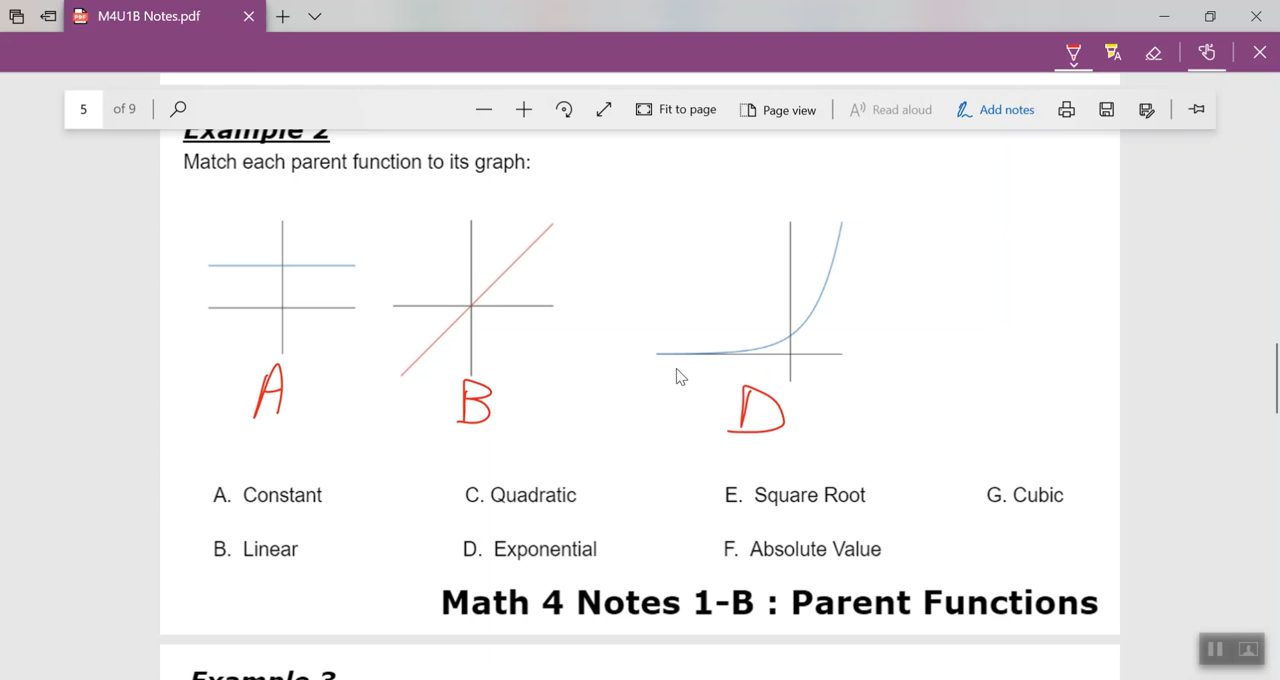 M4U1B Notes.pdf
5 of 9 Fit to page Page view Read aloud Add notes
Example 2
Match each parent function to its graph:
A B D
A. Constant C. Quadratic E. Square Root G. Cubic
B. Linear D. Exponential F. Absolute Value
Math 4 Notes 1-B : Parent Functions
Example 3